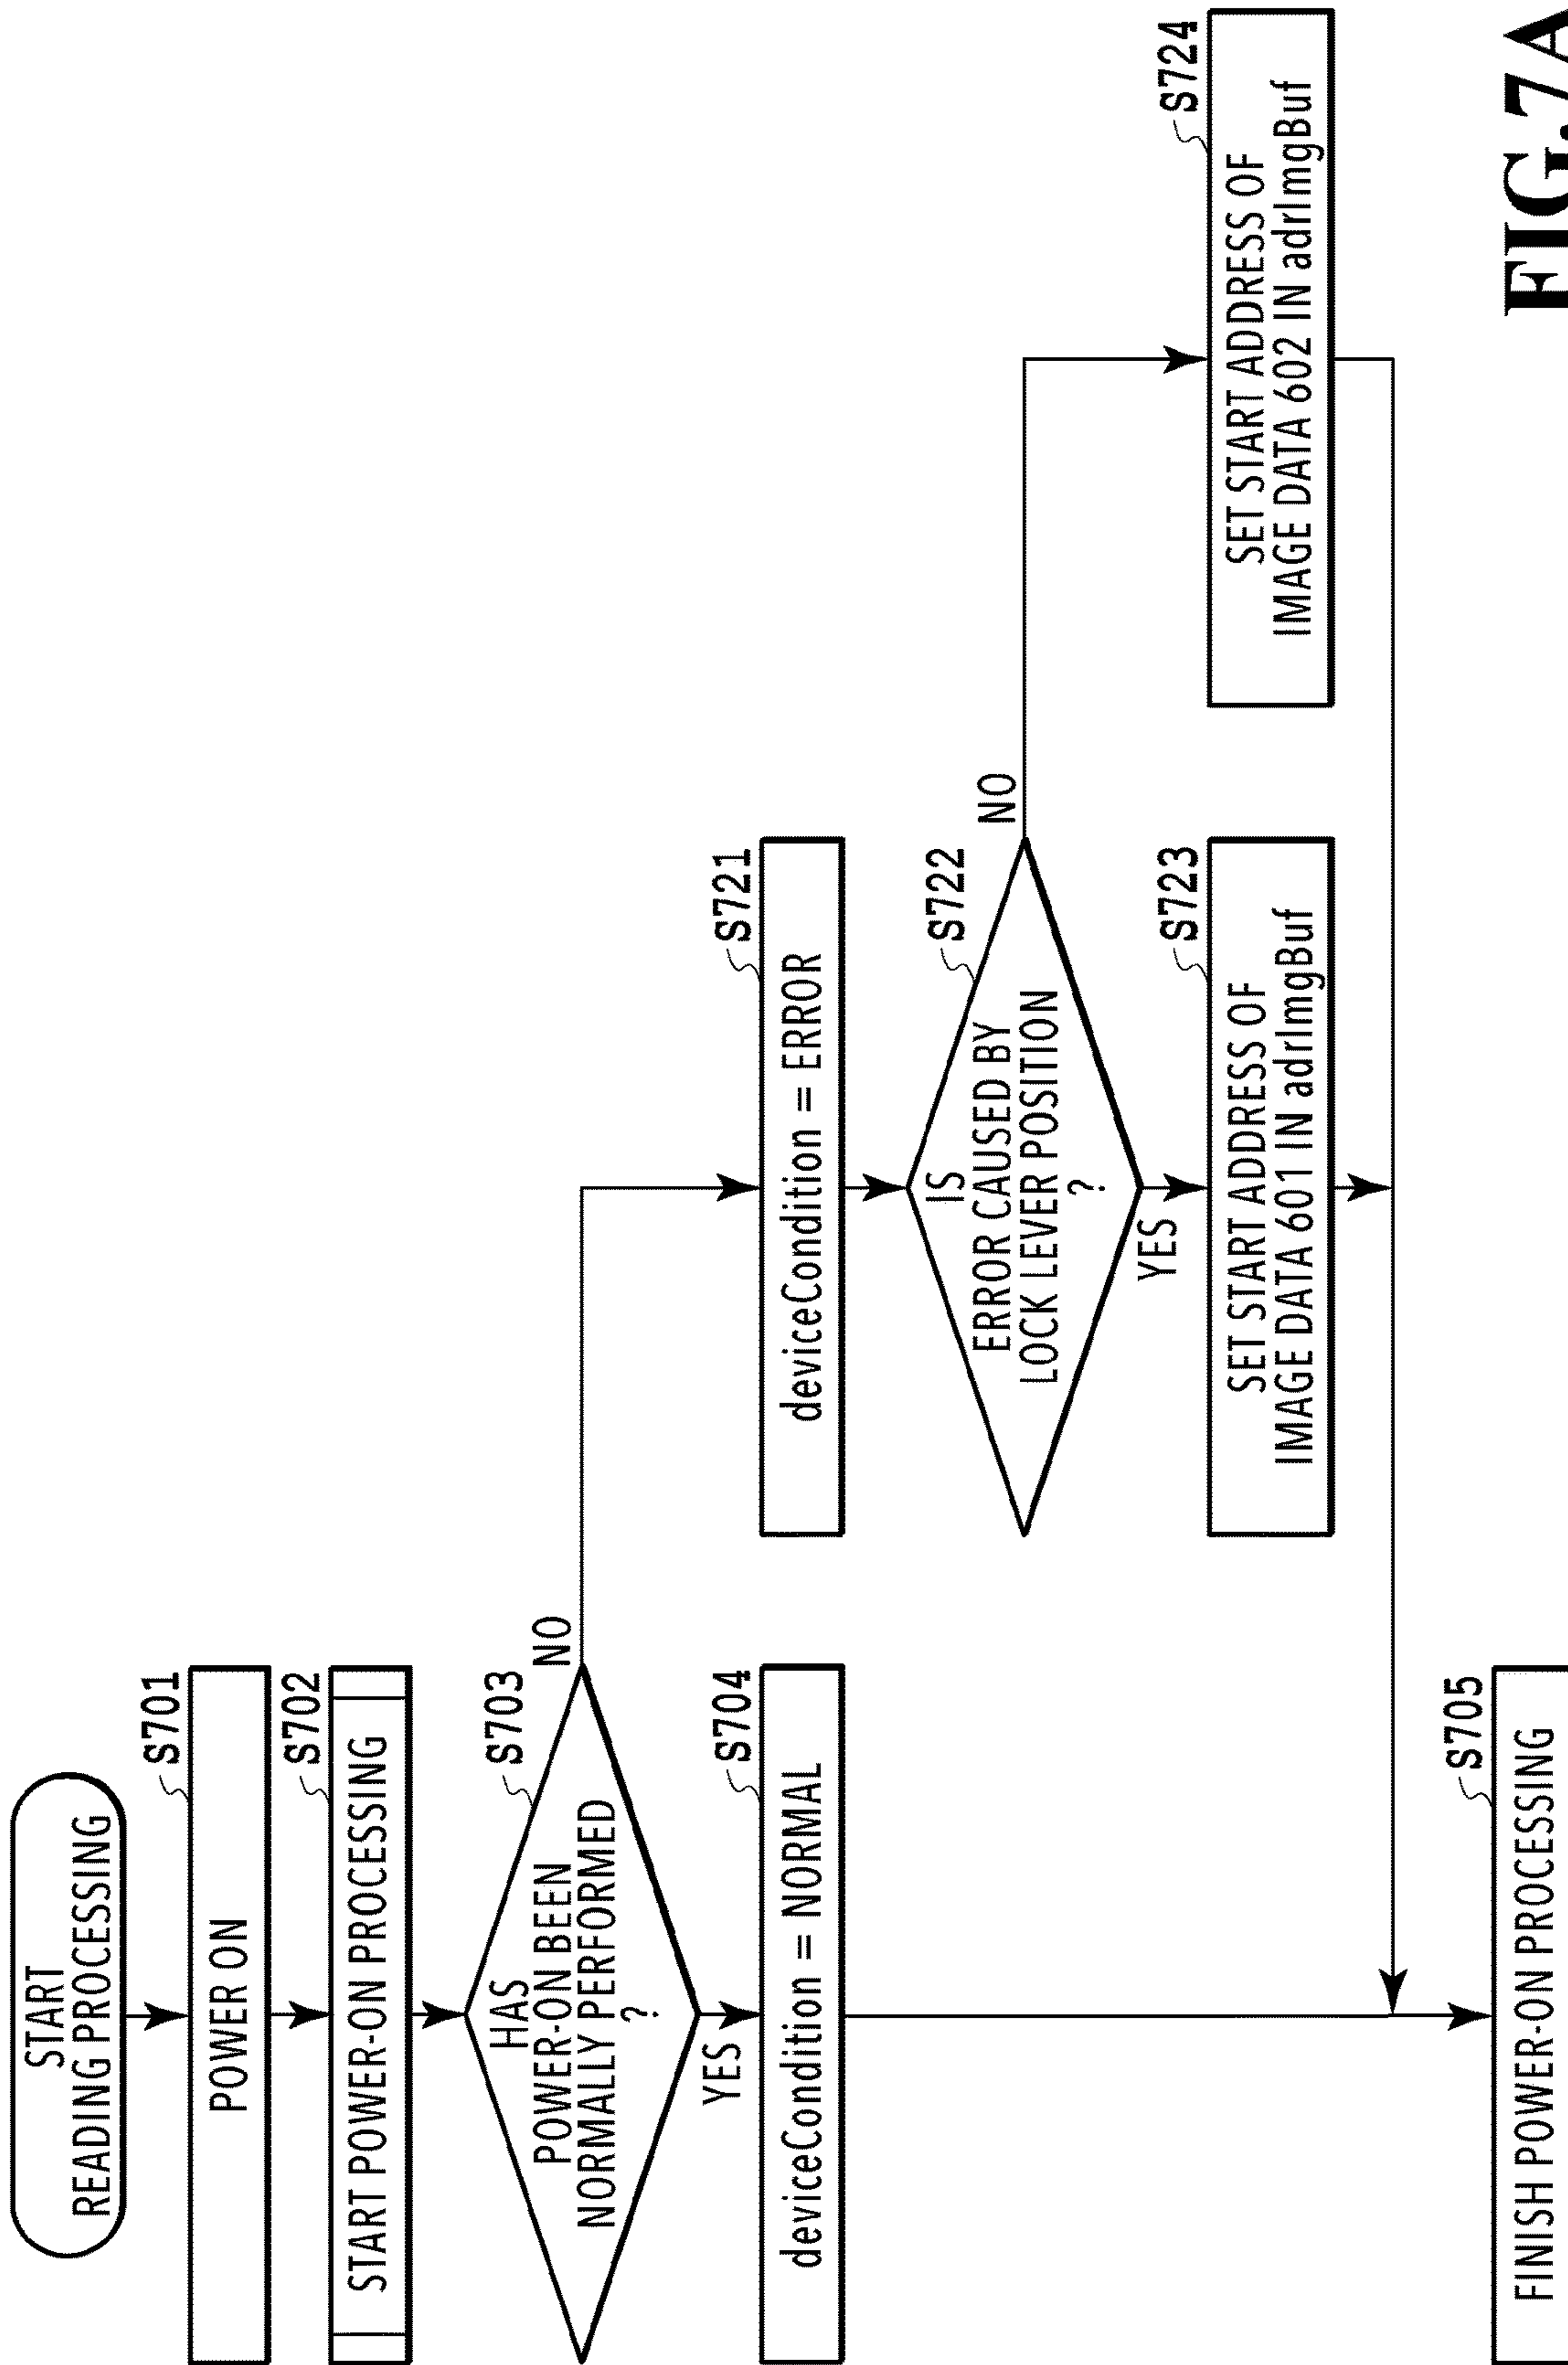 START
READING PROCESSING
S701
POWER ON
S702
START POWER-ON PROCESSING
S703
HAS
POWER-ON BEEN
NORMALLY PERFORMED
?
NO
YES
S704
deviceCondition = NORMAL
S721
deviceCondition = ERROR
S722
IS
ERROR CAUSED BY
LOCK LEVER POSITION
?
NO
YES
S723
SET START ADDRESS OF
IMAGE DATA 601 IN adrImgBuf
S724
SET START ADDRESS OF
IMAGE DATA 602 IN adrImgBuf
S705
FINISH POWER-ON PROCESSING
FIG.7A